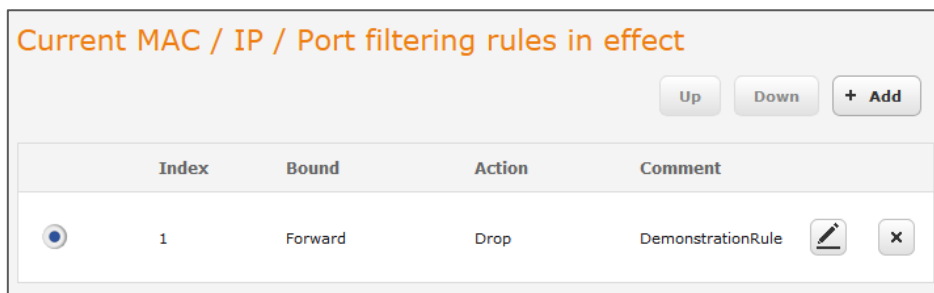 Current MAC / IP / Port filtering rules in effect
Up Down + Add
Index Bound Action Comment
1 Forward Drop DemonstrationRule